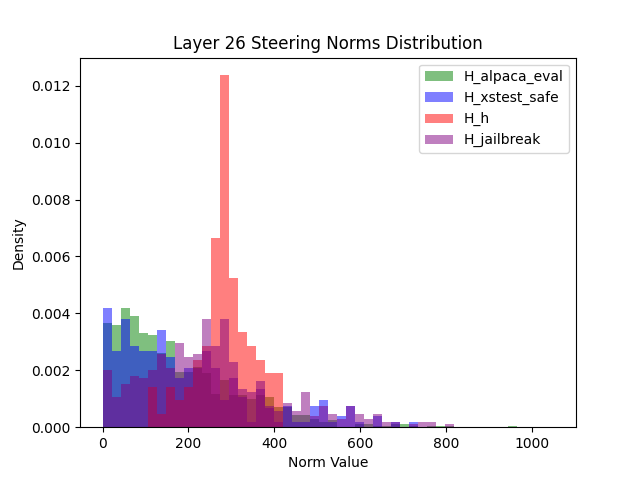 Layer 26 Steering Norms Distribution
H_alpaca_eval
H_xstest_safe
H_h
H_jailbreak
0.012
0.010
0.008
0.006
0.004
0.002
0.000
Density
0 200 400 600 800 1000
Norm Value